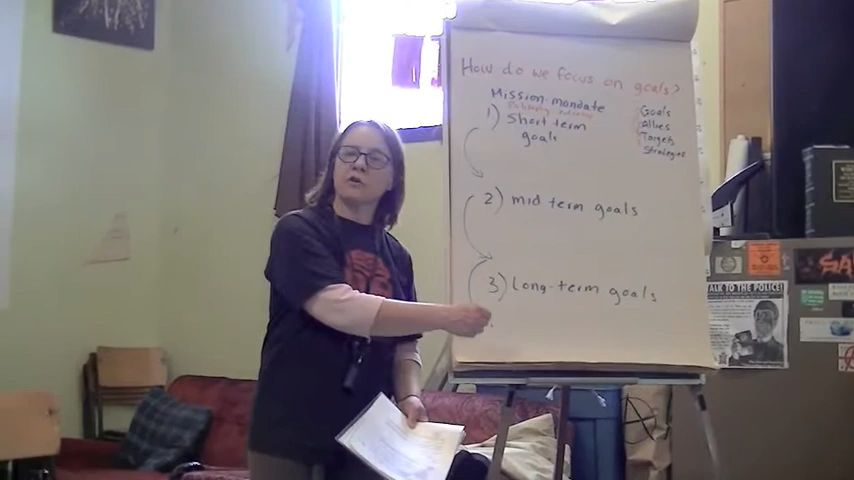 How do we focus on goals?
Mission-mandate
1) Short term
goals
Goals
Allies
Targets
Strategies
2) mid term goals
3) Long-term goals
TALK TO THE POLICE!